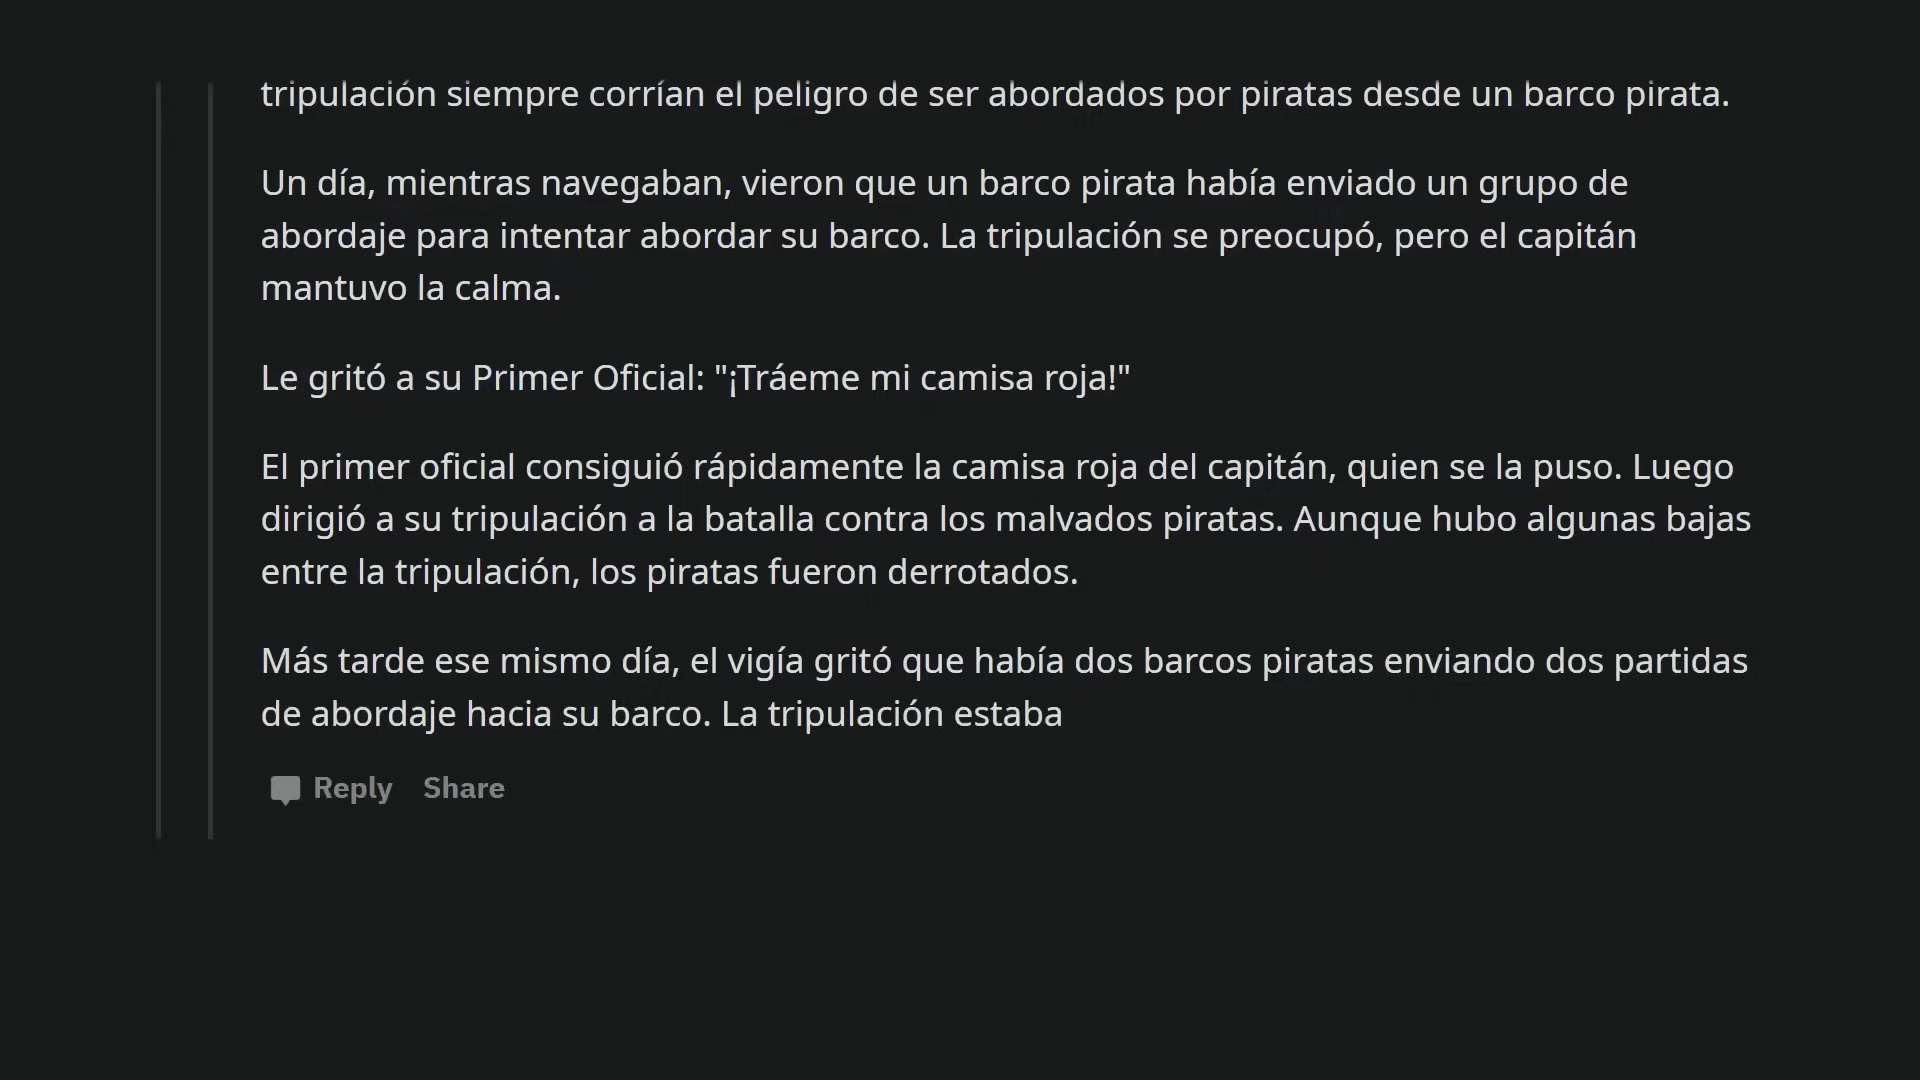 tripulación siempre corrían el peligro de ser abordados por piratas desde un barco pirata.
Un día, mientras navegaban, vieron que un barco pirata había enviado un grupo de
abordaje para intentar abordar su barco. La tripulación se preocupó, pero el capitán
mantuvo la calma.
Le gritó a su Primer Oficial: "¡Tráeme mi camisa roja!"
El primer oficial consiguió rápidamente la camisa roja del capitán, quien se la puso. Luego
dirigió a su tripulación a la batalla contra los malvados piratas. Aunque hubo algunas bajas
entre la tripulación, los piratas fueron derrotados.
Más tarde ese mismo día, el vigía gritó que había dos barcos piratas enviando dos partidas
de abordaje hacia su barco. La tripulación estaba
Reply Share